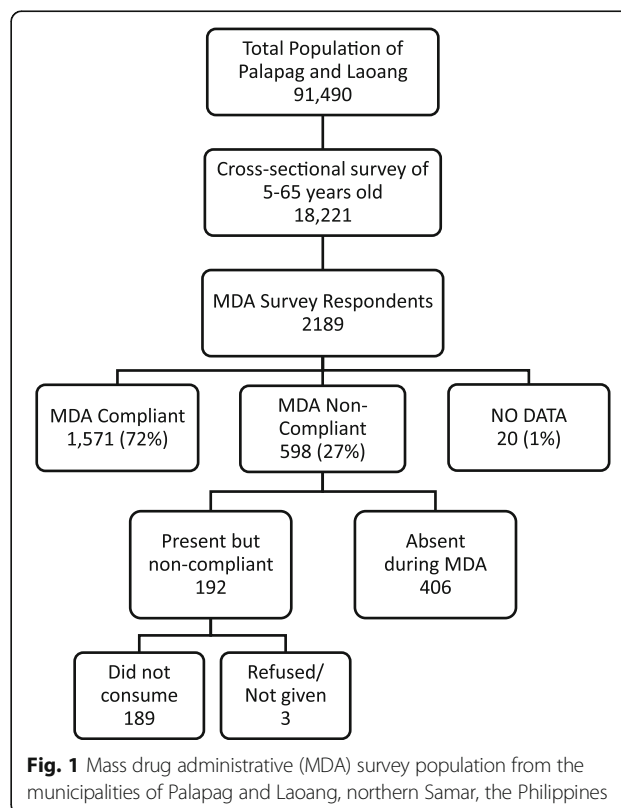 Total Population of
Palapag and Laoang
91,490
Cross-sectional survey of
5-65 years old
18,221
MDA Survey Respondents
2189
MDA Compliant
1,571 (72%)
MDA Non-
Compliant
598 (27%)
NO DATA
20 (1%)
Present but
non-compliant
192
Absent
during MDA
406
Did not
consume
189
Refused/
Not given
3
Fig. 1 Mass drug administrative (MDA) survey population from the
municipalities of Palapag and Laoang, northern Samar, the Philippines